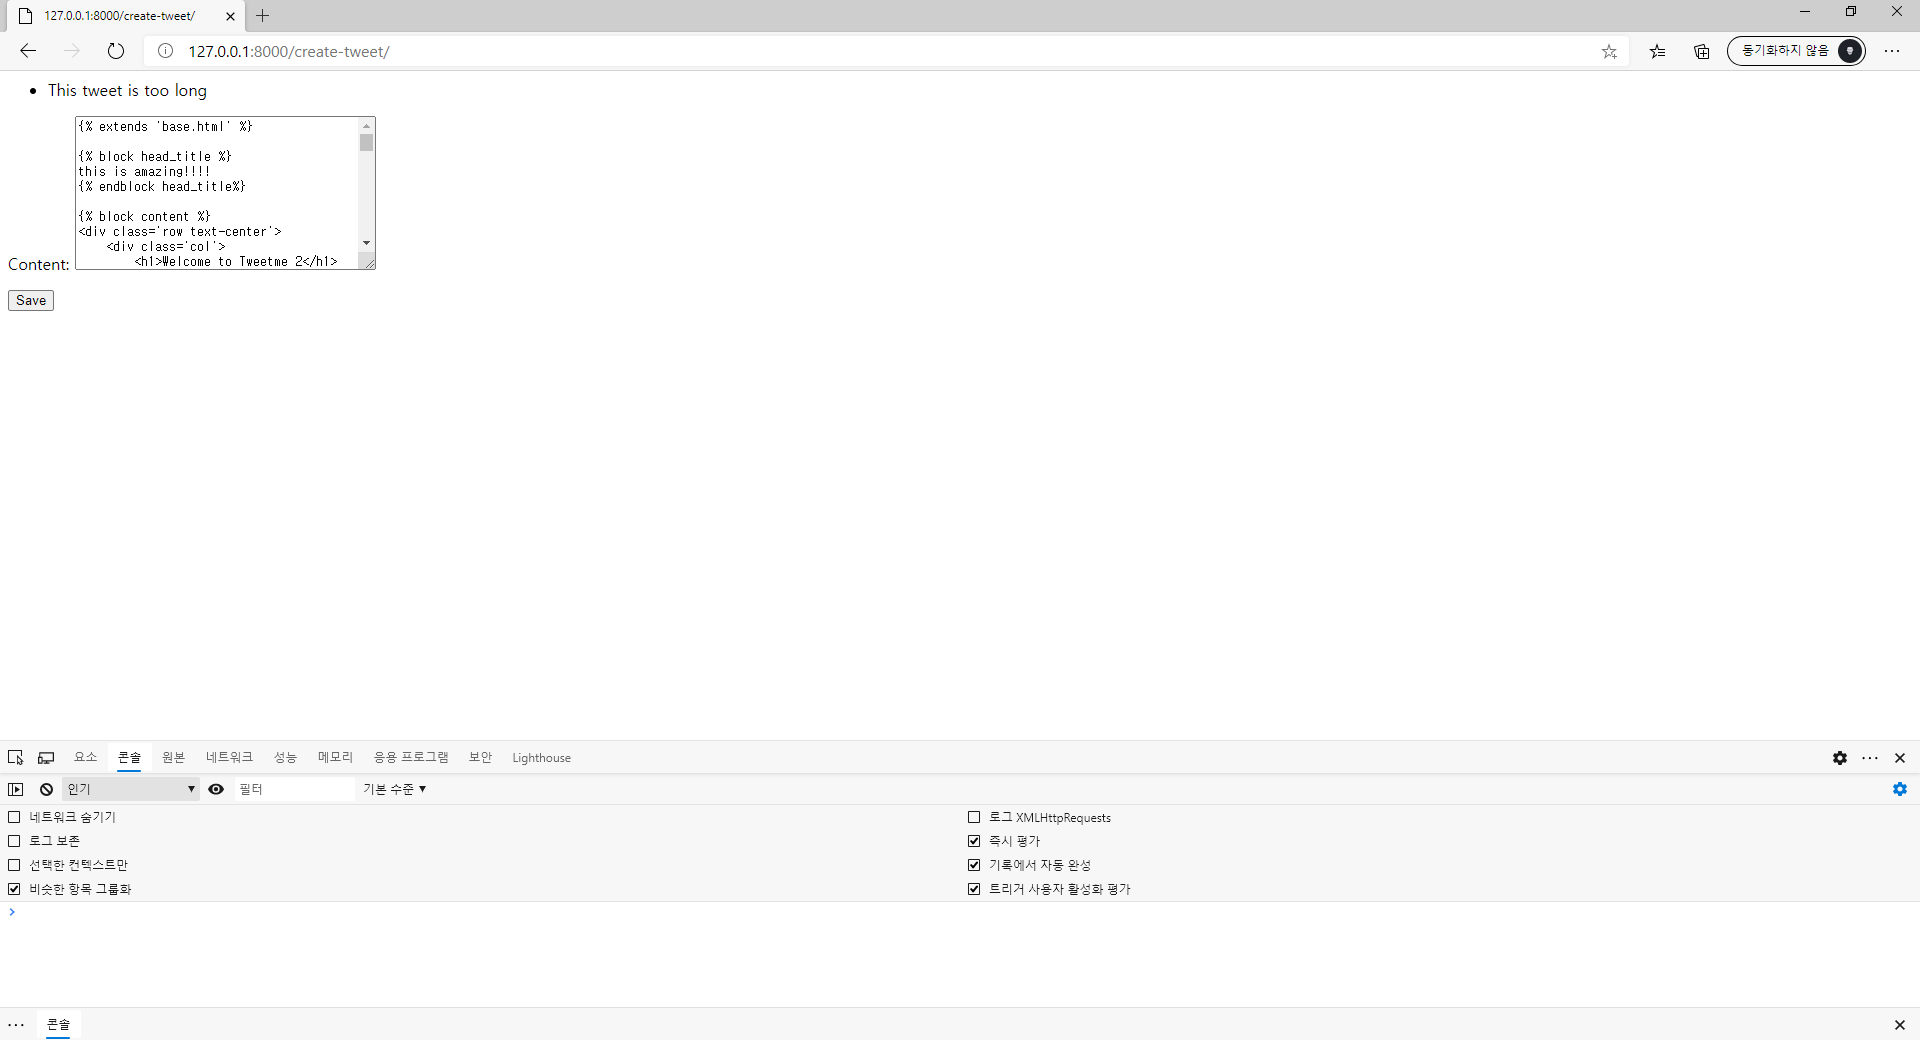 127.0.0.1:8000/create-tweet/
127.0.0.1:8000/create-tweet/
동기화하지 않음
This tweet is too long
{% extends 'base.html' %}
{% block head_title %}
this is amazing!!!!
{% endblock head_title%}
{% block content %}
<div class='row text-center'>
<div class='col'>
<h1>Welcome to Tweetme 2</h1>
Content:
Save
요소 콘솔 원본 네트워크 성능 메모리 응용 프로그램 보안 Lighthouse
인기 필터 기본 수준
네트워크 숨기기 로그 XMLHttpRequests
로그 보존 즉시 평가
선택한 컨텍스트만 기록에서 자동 완성
비슷한 항목 그룹화 트리거 사용자 활성화 평가
콘솔